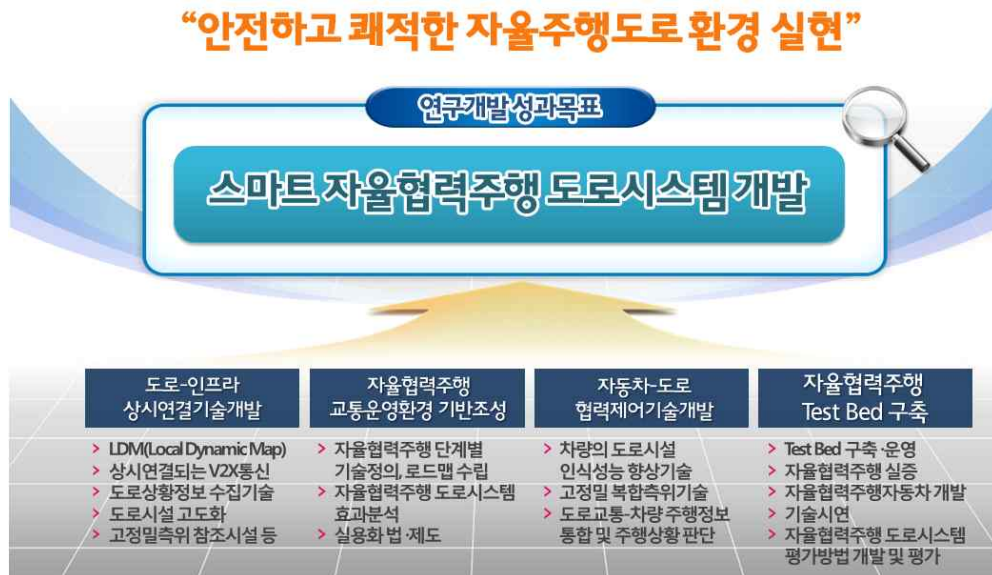 “안전하고 쾌적한 자율주행도로 환경 실현”
연구개발성과목표
스마트 자율협력주행 도로시스템 개발
도로-인프라
상시연결기술개발
> LDM(Local Dynamic Map)
> 상시연결되는 V2X통신
> 도로상황정보 수집기술
> 도로시설 고도화
> 고정밀측위 참조시설 등
자율협력주행
교통운영환경 기반조성
> 자율협력주행 단계별
기술정의, 로드맵 수립
> 자율협력주행 도로시스템
효과분석
> 실용화 법·제도
자동차-도로
협력제어기술개발
> 차량의 도로시설
인식성능 향상기술
> 고정밀 복합측위기술
> 도로교통·차량 주행정보
통합 및 주행상황 판단
자율협력주행
Test Bed 구축
> Test Bed 구축·운영
> 자율협력주행 실증
> 자율협력주행자동차 개발
> 기술시연
> 자율협력주행 도로시스템
평가방법 개발 및 평가